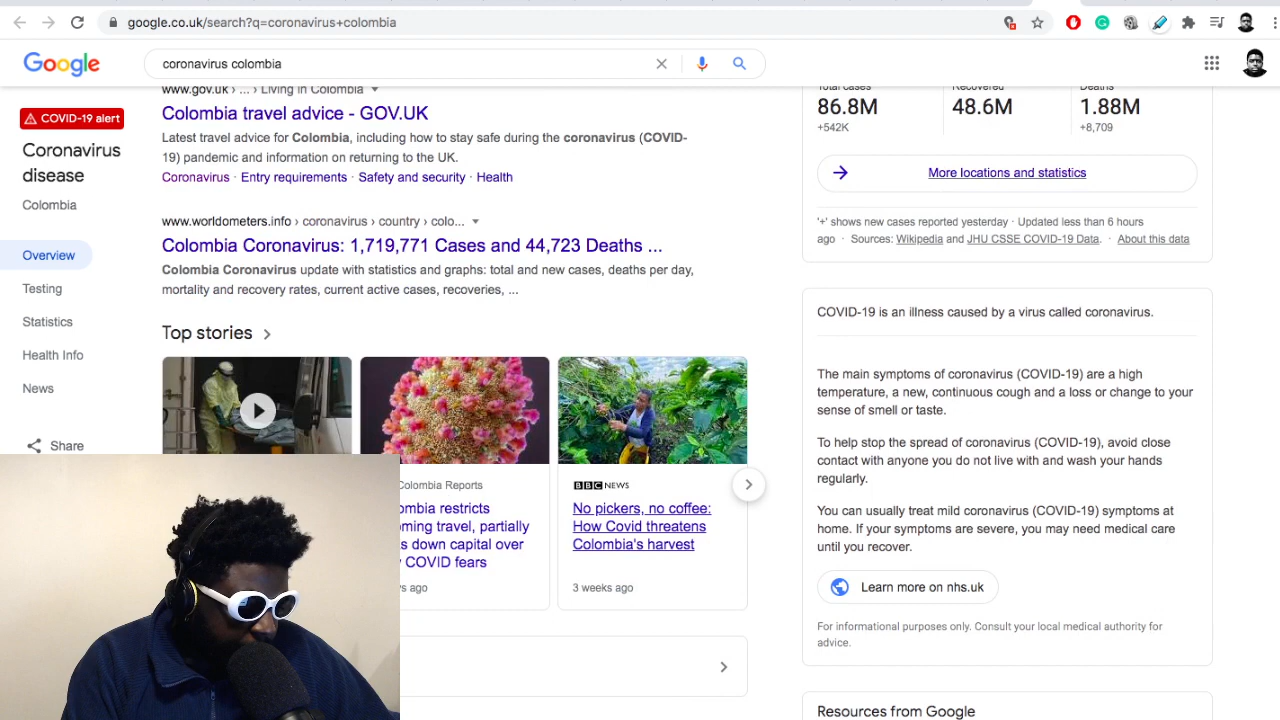 google.co.uk/search?q=coronavirus+colombia
Google
coronavirus colombia
COVID-19 alert
Coronavirus
disease
Colombia
Overview
Testing
Statistics
Health Info
News
Share
www.gov.uk › ... › Living in Colombia
Colombia travel advice - GOV.UK
Latest travel advice for Colombia, including how to stay safe during the coronavirus (COVID-
19) pandemic and information on returning to the UK.
Coronavirus · Entry requirements · Safety and security · Health
www.worldometers.info › coronavirus › country › colo...
Colombia Coronavirus: 1,719,771 Cases and 44,723 Deaths ...
Colombia Coronavirus update with statistics and graphs: total and new cases, deaths per day,
mortality and recovery rates, current active cases, recoveries, ...
Top stories
Colombia Reports
ombia restricts
oming travel, partially
s down capital over
COVID fears
ago
BBC NEWS
No pickers, no coffee:
How Covid threatens
Colombia's harvest
3 weeks ago
Total cases
Recovered
Deaths
86.8M
48.6M
1.88M
+542K
+8,709
More locations and statistics
'+' shows new cases reported yesterday · Updated less than 6 hours
ago · Sources: Wikipedia and JHU CSSE COVID-19 Data. · About this data
COVID-19 is an illness caused by a virus called coronavirus.
The main symptoms of coronavirus (COVID-19) are a high
temperature, a new, continuous cough and a loss or change to your
sense of smell or taste.
To help stop the spread of coronavirus (COVID-19), avoid close
contact with anyone you do not live with and wash your hands
regularly.
You can usually treat mild coronavirus (COVID-19) symptoms at
home. If your symptoms are severe, you may need medical care
until you recover.
Learn more on nhs.uk
For informational purposes only. Consult your local medical authority for
advice.
Resources from Google